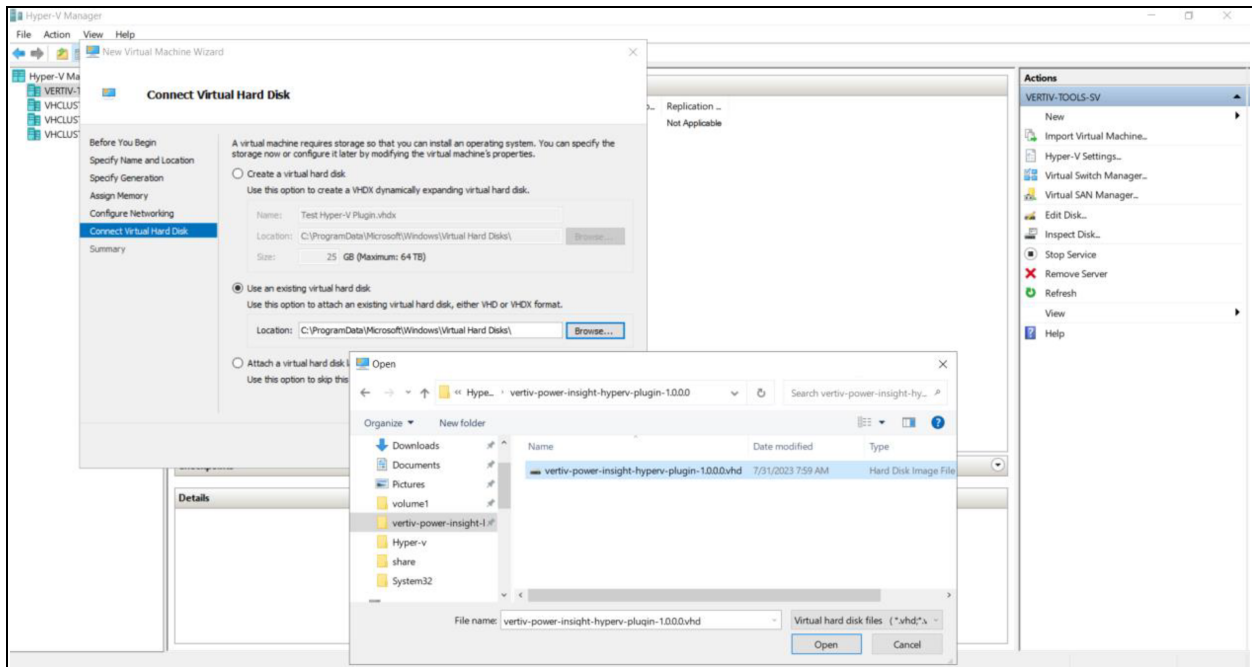 Hyper-V Manager
File Action View Help
New Virtual Machine Wizard
Hyper-V Ma
VERTIV-T
VHCLUS
VHCLUS
VHCLUS
Connect Virtual Hard Disk
Before You Begin
Specify Name and Location
Specify Generation
Assign Memory
Configure Networking
Connect Virtual Hard Disk
Summary
A virtual machine requires storage so that you can install an operating system. You can specify the
storage now or configure it later by modifying the virtual machine's properties.
Create a virtual hard disk
Use this option to create a VHDX dynamically expanding virtual hard disk.
Name: Test Hyper-V Plugin.vhdx
Location: C:\ProgramData\Microsoft\Windows\Virtual Hard Disks\ Browse...
Size: 25 GB (Maximum: 64 TB)
Use an existing virtual hard disk
Use this option to attach an existing virtual hard disk, either VHD or VHDX format.
Location: C:\ProgramData\Microsoft\Windows\Virtual Hard Disks\ Browse...
Attach a virtual hard disk l
Use this option to skip this
Replication ...
Not Applicable
Details
Open
« Hype... › vertiv-power-insight-hyperv-plugin-1.0.0.0
Search vertiv-power-insight-hy...
Organize New folder
Downloads
Documents
Pictures
volume1
vertiv-power-insight-l
Hyper-v
share
System32
Name Date modified Type
vertiv-power-insight-hyperv-plugin-1.0.0.0.vhd 7/31/2023 7:59 AM Hard Disk Image File
File name: vertiv-power-insight-hyperv-plugin-1.0.0.0.vhd
Virtual hard disk files (*.vhd;*.v
Open Cancel
Actions
VERTIV-TOOLS-SV
New
Import Virtual Machine...
Hyper-V Settings...
Virtual Switch Manager...
Virtual SAN Manager...
Edit Disk...
Inspect Disk...
Stop Service
Remove Server
Refresh
View
Help